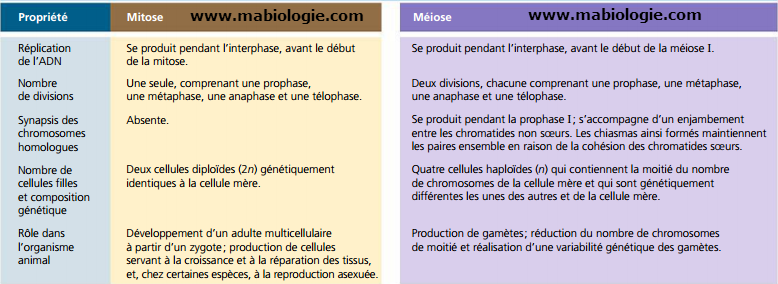 Propriété
Mitose
www.mabiologie.com
Méiose
www.mabiologie.com
Réplication
de l'ADN
Se produit pendant l'interphase, avant le début
de la mitose.
Se produit pendant l'interphase, avant le début de la méiose I.
Nombre
de divisions
Une seule, comprenant une prophase,
une métaphase, une anaphase et une télophase.
Deux divisions, chacune comprenant une prophase, une métaphase,
une anaphase et une télophase.
Synapsis des
chromosomes
homologues
Absente.
Se produit pendant la prophase I; s'accompagne d'un enjambement
entre les chromatides non sœurs. Les chiasmas ainsi formés maintiennent
les paires ensemble en raison de la cohésion des chromatides sœurs.
Nombre de
cellules filles
et composition
génétique
Deux cellules diploïdes (2n) génétiquement
identiques à la cellule mère.
Quatre cellules haploïdes (n) qui contiennent la moitié du nombre
de chromosomes de la cellule mère et qui sont génétiquement
différentes les unes des autres et de la cellule mère.
Rôle dans
l'organisme
animal
Développement d'un adulte multicellulaire
à partir d'un zygote; production de cellules
servant à la croissance et à la réparation des tissus,
et, chez certaines espèces, à la reproduction asexuée.
Production de gamètes; réduction du nombre de chromosomes
de moitié et réalisation d'une variabilité génétique des gamètes.